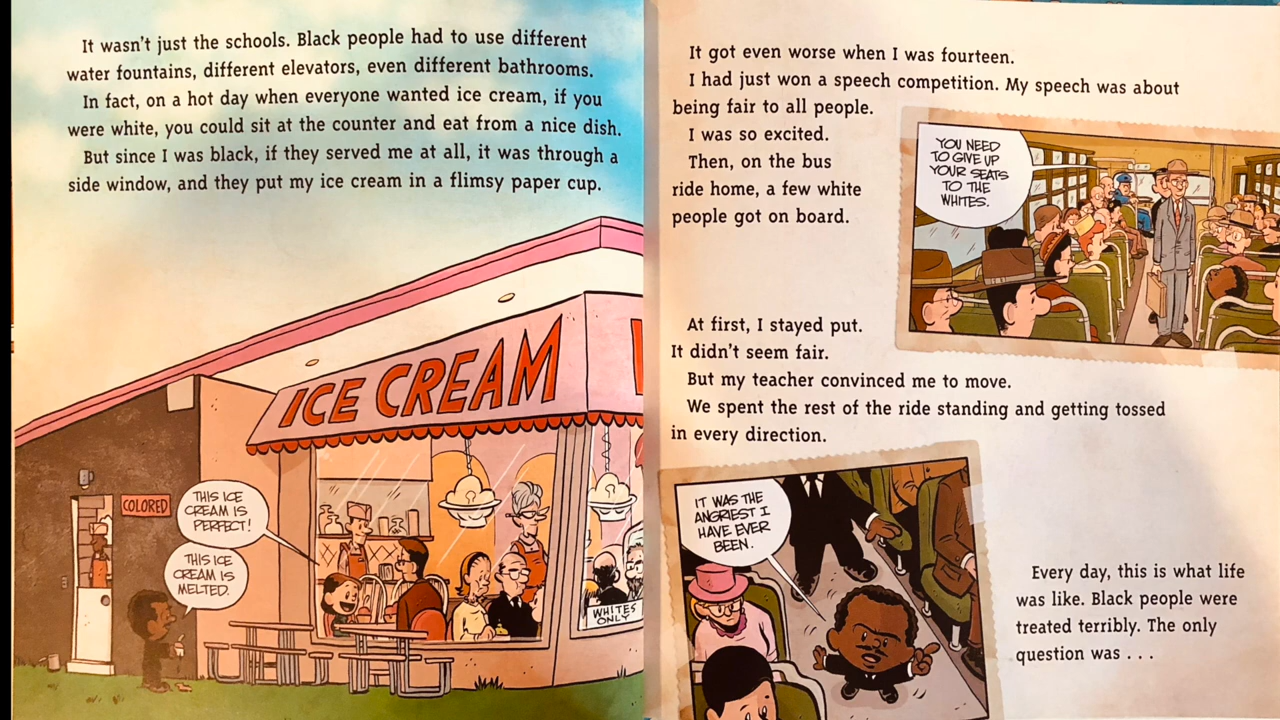 It wasn't just the schools. Black people had to use different
water fountains, different elevators, even different bathrooms.
In fact, on a hot day when everyone wanted ice cream, if you
were white, you could sit at the counter and eat from a nice dish.
But since I was black, if they served me at all, it was through a
side window, and they put my ice cream in a flimsy paper cup.
ICE CREAM
COLORED
THIS ICE
CREAM IS
PERFECT!
THIS ICE
CREAM IS
MELTED.
WHITES
ONLY
It got even worse when I was fourteen.
I had just won a speech competition. My speech was about
being fair to all people.
I was so excited.
Then, on the bus
ride home, a few white
people got on board.
YOU NEED
TO GIVE UP
YOUR SEATS
TO THE
WHITES.
At first, I stayed put.
It didn't seem fair.
But my teacher convinced me to move.
We spent the rest of the ride standing and getting tossed
in every direction.
IT WAS THE
ANGRIEST I
HAVE EVER
BEEN.
Every day, this is what life
was like. Black people were
treated terribly. The only
question was . . .